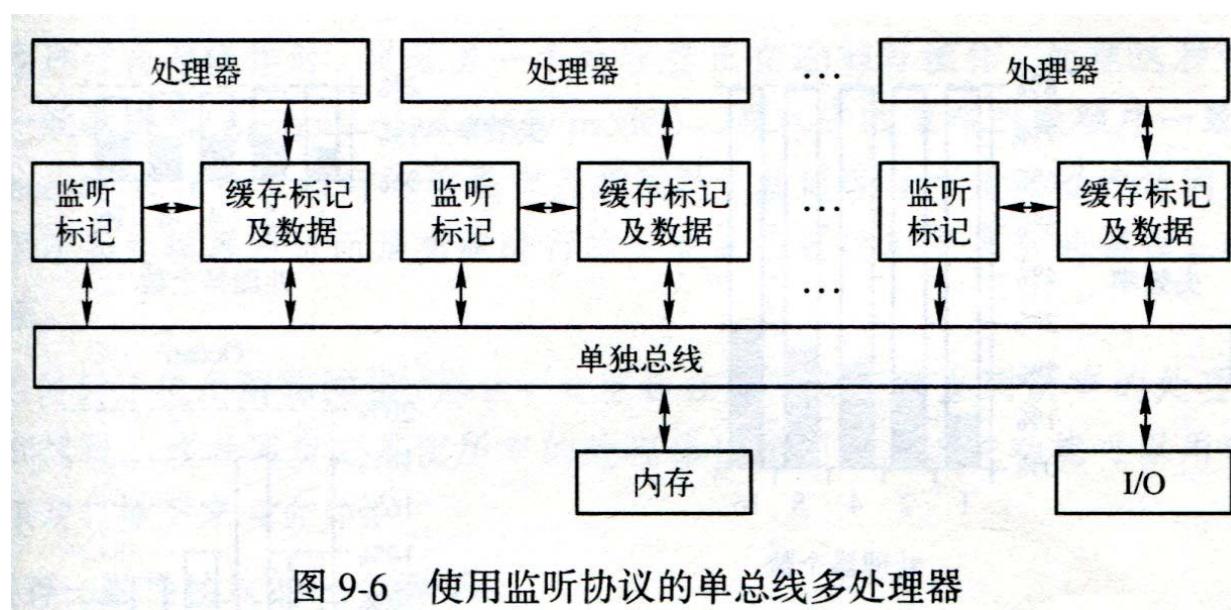 处理器 处理器 … 处理器
监听 缓存标记 监听 缓存标记 … 监听 缓存标记
标记 及数据 标记 及数据 标记 及数据
…
单独总线
内存 I/O
图 9-6 使用监听协议的单总线多处理器